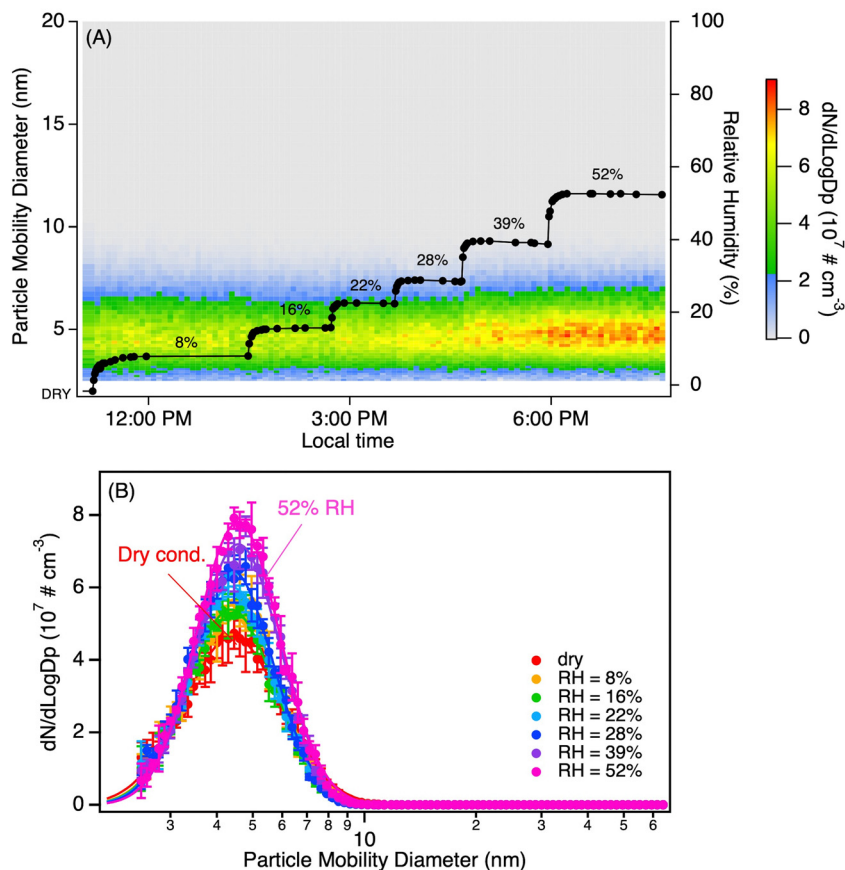 (A)
20
15
10
5
DRY
Particle Mobility Diameter (nm)
8%
16%
22%
28%
39%
52%
12:00 PM
3:00 PM
6:00 PM
Local time
100
80
60
40
20
0
Relative Humidity (%)
8
6
4
2
0
dN/dLogDp (10⁷ # cm⁻³)
(B)
52% RH
Dry cond.
8
6
4
2
0
dN/dLogDp (10⁷ # cm⁻³)
dry
RH = 8%
RH = 16%
RH = 22%
RH = 28%
RH = 39%
RH = 52%
3 4 5 6 7 8 9 10 2 3 4 5 6
Particle Mobility Diameter (nm)